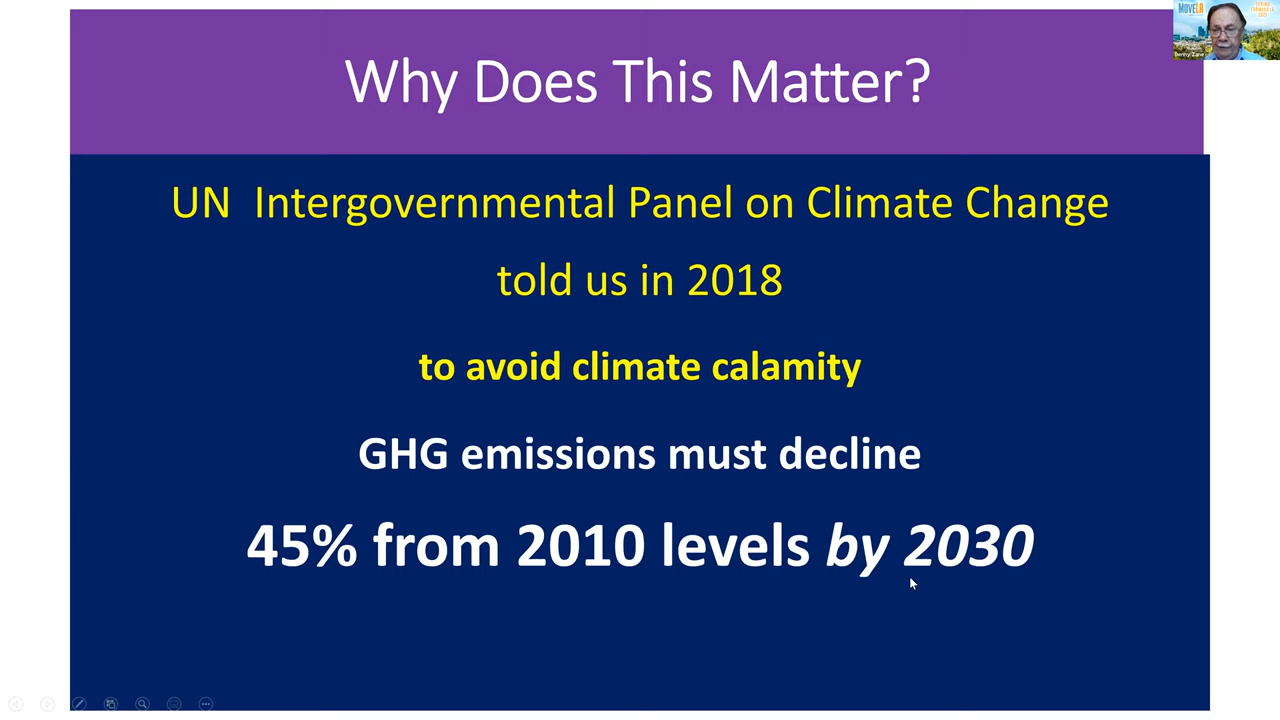 MOVELA
Why Does This Matter?
UN  Intergovernmental Panel on Climate Change
told us in 2018
to avoid climate calamity
GHG emissions must decline
45% from 2010 levels by 2030